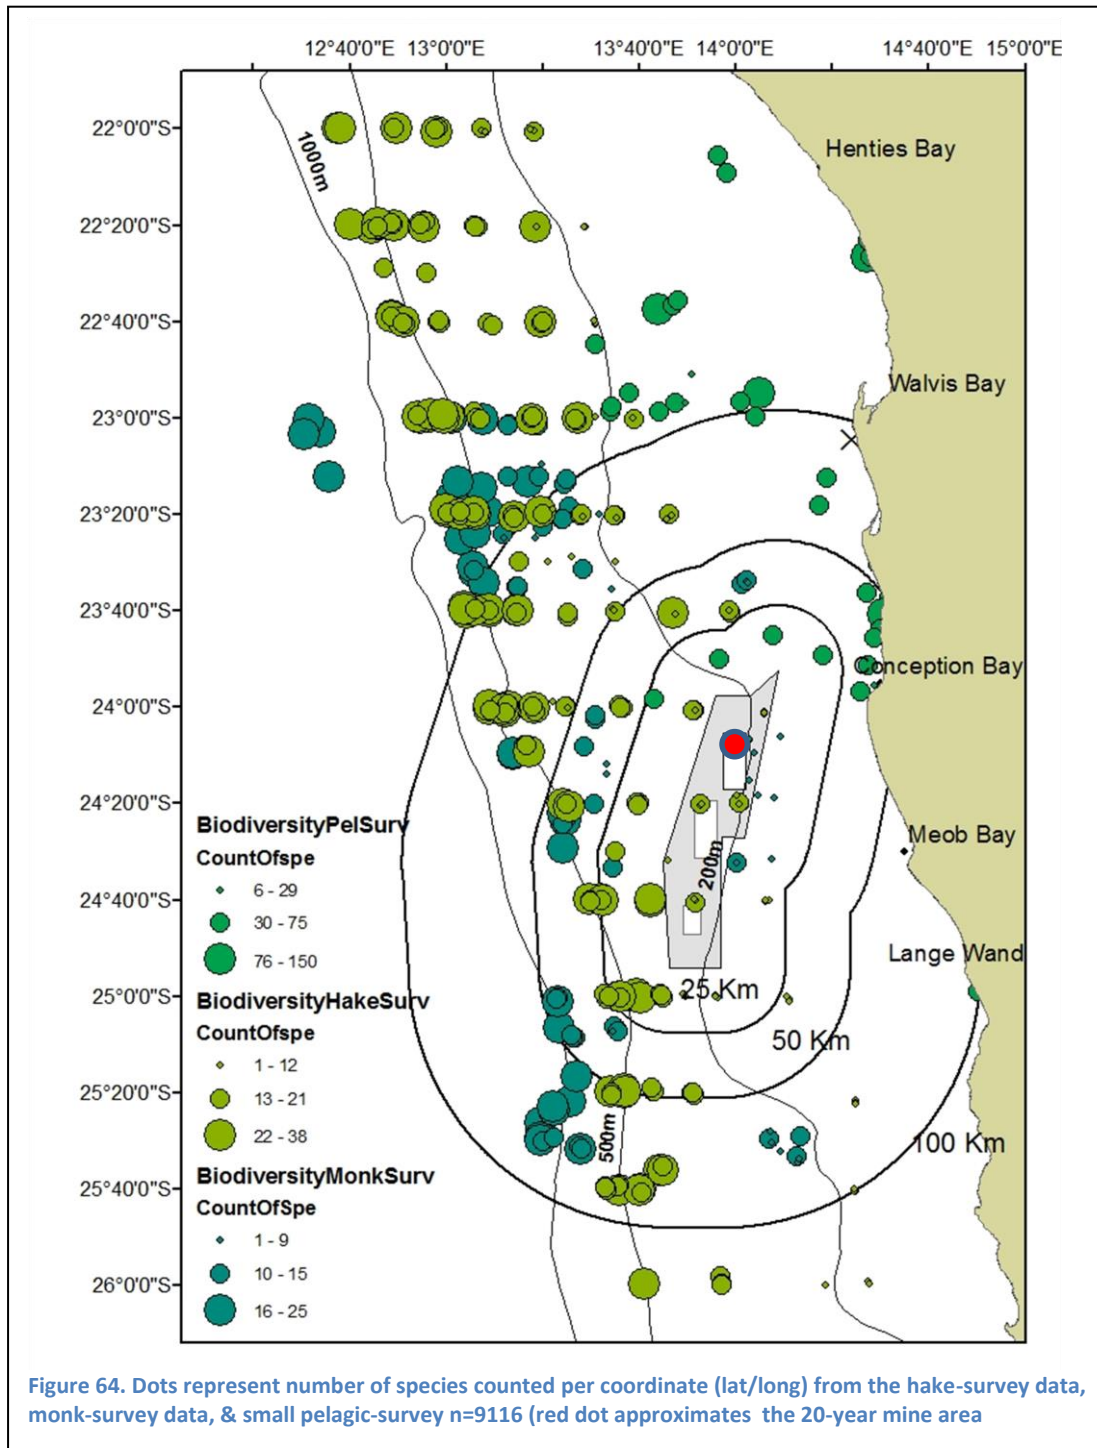 12°40'0"E 13°0'0"E 13°40'0"E 14°0'0"E 14°40'0"E 15°0'0"E
22°0'0"S
Henties Bay
1000m
22°20'0"S
22°40'0"S
Walvis Bay
23°0'0"S
23°20'0"S
23°40'0"S
Conception Bay
24°0'0"S
24°20'0"S
BiodiversityPelSurv
CountOfspe
6 - 29
30 - 75
76 - 150
Meob Bay
200m
24°40'0"S
Lange Wand
25°0'0"S
25 Km
BiodiversityHakeSurv
CountOfspe
1 - 12
13 - 21
22 - 38
50 Km
25°20'0"S
500m
100 Km
25°40'0"S
BiodiversityMonkSurv
CountOfSpe
1 - 9
10 - 15
16 - 25
26°0'0"S
Figure 64. Dots represent number of species counted per coordinate (lat/long) from the hake-survey data,
monk-survey data, & small pelagic-survey n=9116 (red dot approximates the 20-year mine area